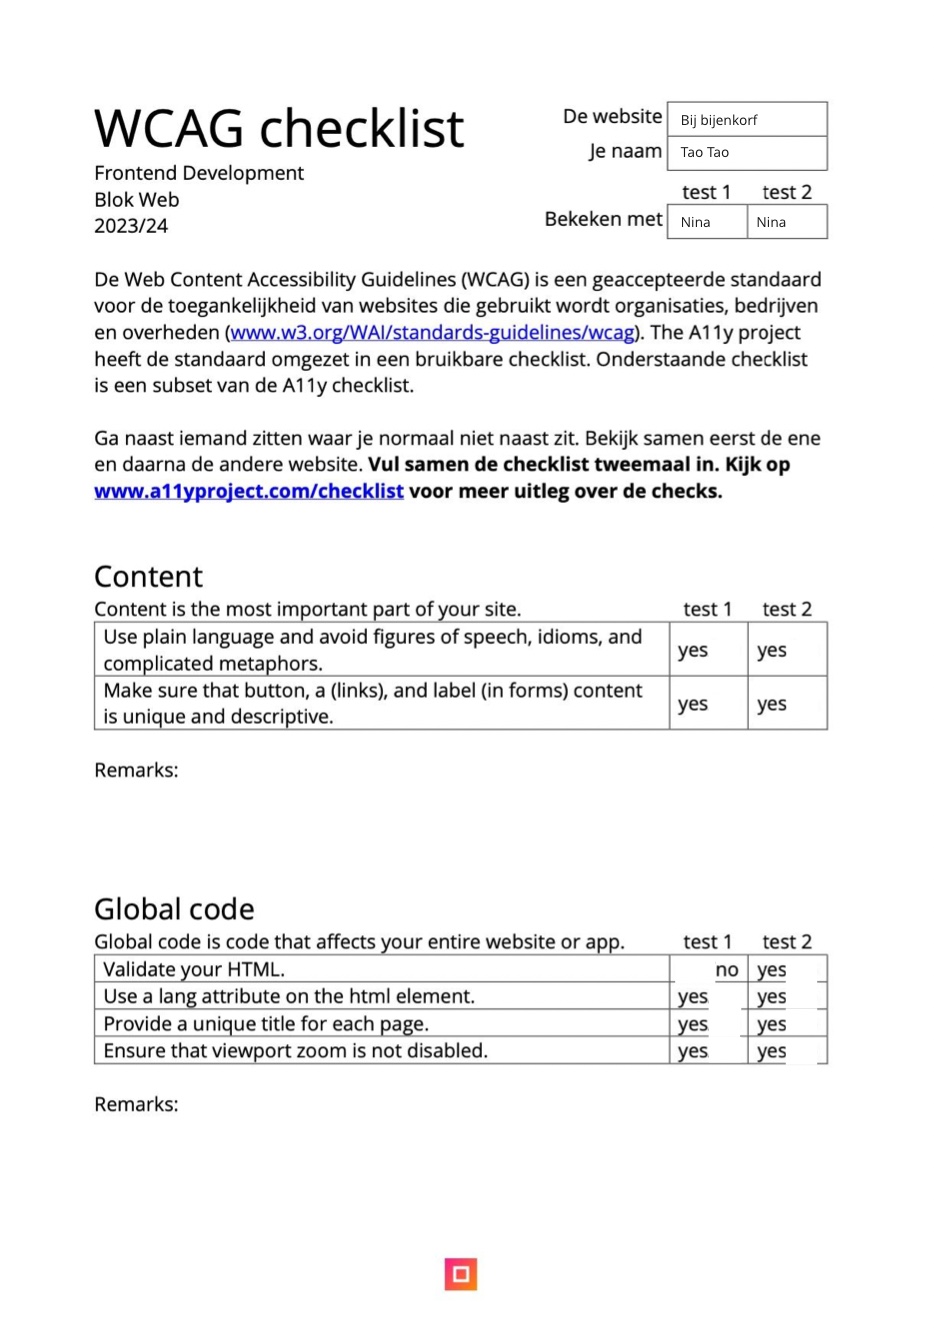 WCAG checklist
Frontend Development
Blok Web
2023/24
De website Bij bijenkorf
Je naam Tao Tao
test 1 test 2
Bekeken met Nina Nina
De Web Content Accessibility Guidelines (WCAG) is een geaccepteerde standaard
voor de toegankelijkheid van websites die gebruikt wordt organisaties, bedrijven
en overheden (www.w3.org/WAI/standards-guidelines/wcag). The A11y project
heeft de standaard omgezet in een bruikbare checklist. Onderstaande checklist
is een subset van de A11y checklist.
Ga naast iemand zitten waar je normaal niet naast zit. Bekijk samen eerst de ene
en daarna de andere website. Vul samen de checklist tweemaal in. Kijk op
www.a11yproject.com/checklist voor meer uitleg over de checks.
Content
Content is the most important part of your site. test 1 test 2
Use plain language and avoid figures of speech, idioms, and
complicated metaphors. yes yes
Make sure that button, a (links), and label (in forms) content
is unique and descriptive. yes yes
Remarks:
Global code
Global code is code that affects your entire website or app. test 1 test 2
Validate your HTML. no yes
Use a lang attribute on the html element. yes yes
Provide a unique title for each page. yes yes
Ensure that viewport zoom is not disabled. yes yes
Remarks: